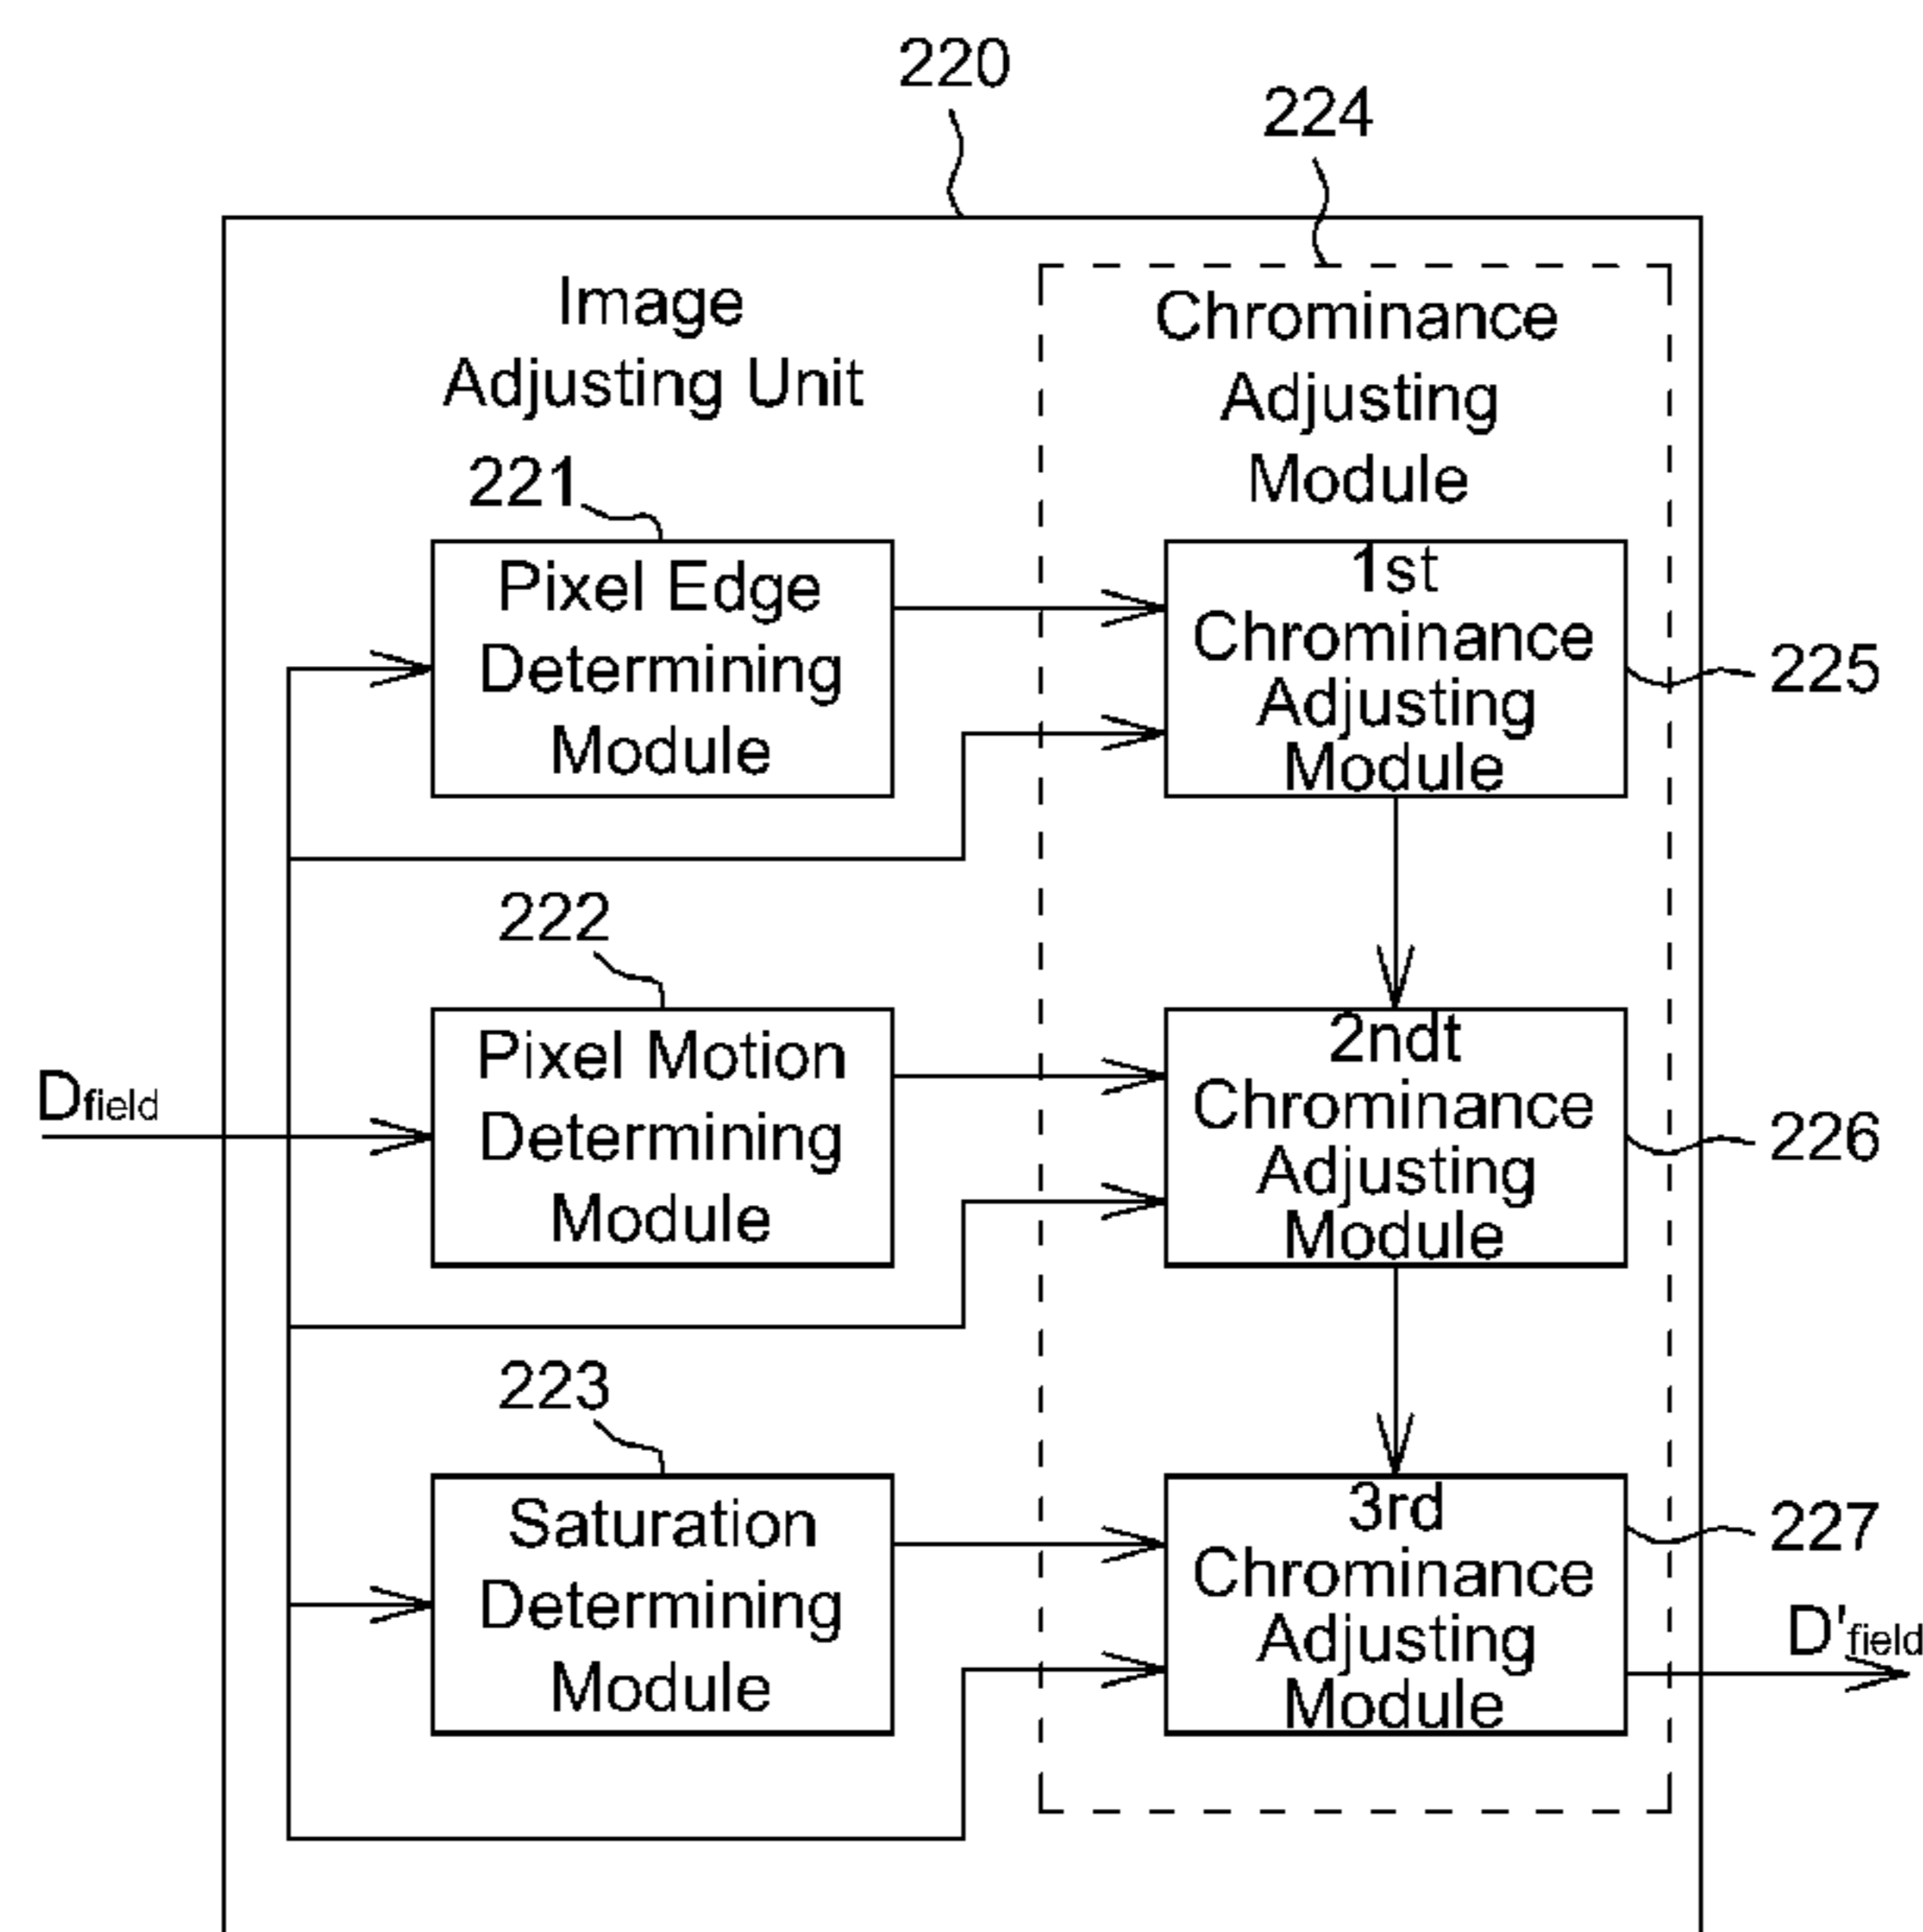 220
224
Image
Adjusting Unit
Chrominance
Adjusting
Module
221
Pixel Edge
Determining
Module
1st
Chrominance
Adjusting
Module
225
222
Pixel Motion
Determining
Module
2ndt
Chrominance
Adjusting
Module
226
Dfield
223
Saturation
Determining
Module
3rd
Chrominance
Adjusting
Module
227
D'field